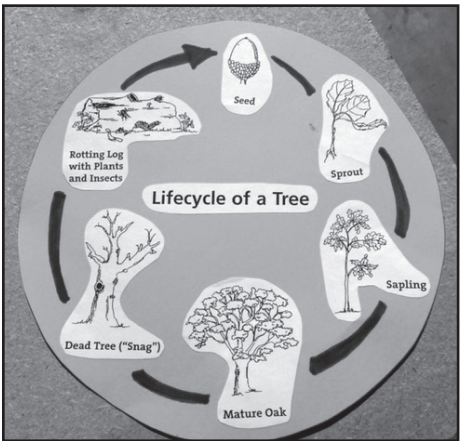 Lifecycle of a Tree
Seed
Sprout
Sapling
Mature Oak
Dead Tree ("Snag")
Rotting Log
with Plants
and Insects